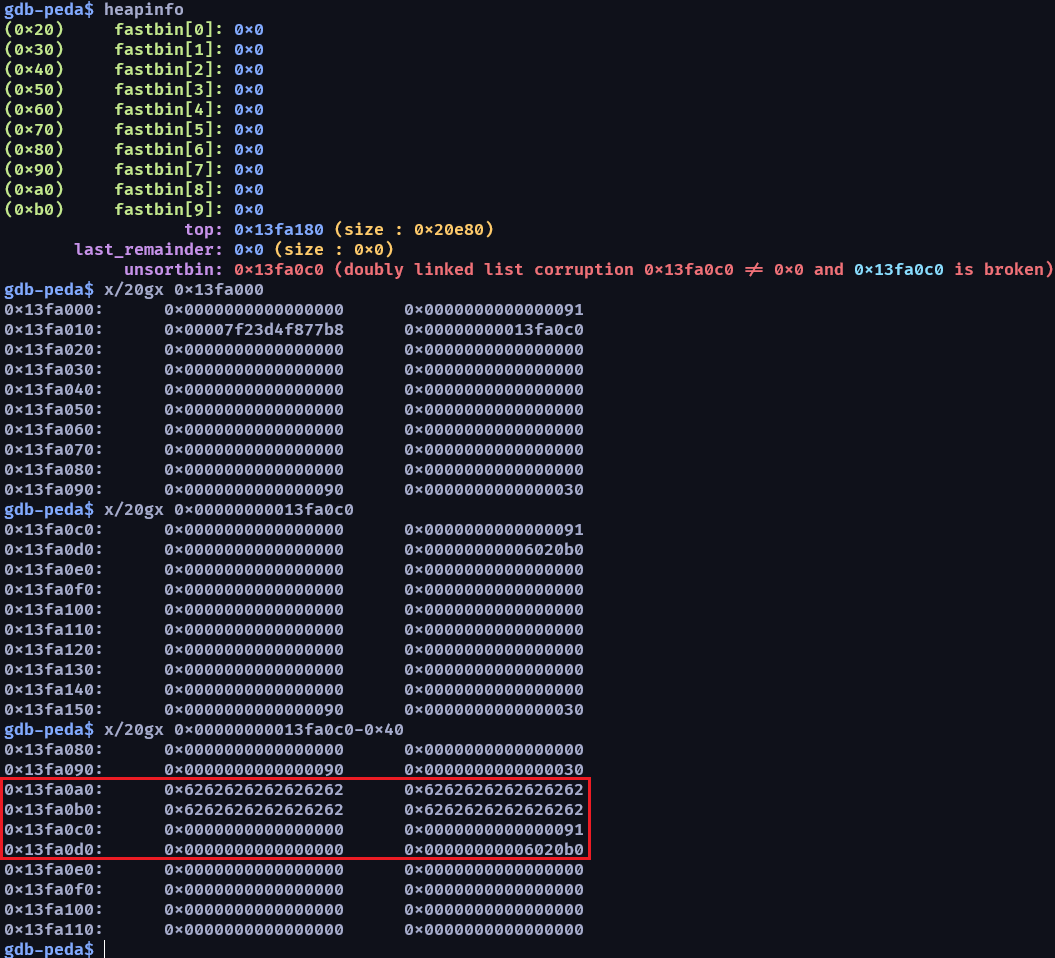 gdb-peda$ heapinfo
(0x20)     fastbin[0]: 0x0
(0x30)     fastbin[1]: 0x0
(0x40)     fastbin[2]: 0x0
(0x50)     fastbin[3]: 0x0
(0x60)     fastbin[4]: 0x0
(0x70)     fastbin[5]: 0x0
(0x80)     fastbin[6]: 0x0
(0x90)     fastbin[7]: 0x0
(0xa0)     fastbin[8]: 0x0
(0xb0)     fastbin[9]: 0x0
                  top: 0x13fa180 (size : 0x20e80)
       last_remainder: 0x0 (size : 0x0)
            unsortbin: 0x13fa0c0 (doubly linked list corruption 0x13fa0c0 != 0x0 and 0x13fa0c0 is broken)
gdb-peda$ x/20gx 0x13fa000
0x13fa000:      0x0000000000000000      0x0000000000000091
0x13fa010:      0x00007f23d4f877b8      0x00000000013fa0c0
0x13fa020:      0x0000000000000000      0x0000000000000000
0x13fa030:      0x0000000000000000      0x0000000000000000
0x13fa040:      0x0000000000000000      0x0000000000000000
0x13fa050:      0x0000000000000000      0x0000000000000000
0x13fa060:      0x0000000000000000      0x0000000000000000
0x13fa070:      0x0000000000000000      0x0000000000000000
0x13fa080:      0x0000000000000000      0x0000000000000000
0x13fa090:      0x0000000000000090      0x0000000000000030
gdb-peda$ x/20gx 0x00000000013fa0c0
0x13fa0c0:      0x0000000000000000      0x0000000000000091
0x13fa0d0:      0x0000000000000000      0x00000000006020b0
0x13fa0e0:      0x0000000000000000      0x0000000000000000
0x13fa0f0:      0x0000000000000000      0x0000000000000000
0x13fa100:      0x0000000000000000      0x0000000000000000
0x13fa110:      0x0000000000000000      0x0000000000000000
0x13fa120:      0x0000000000000000      0x0000000000000000
0x13fa130:      0x0000000000000000      0x0000000000000000
0x13fa140:      0x0000000000000000      0x0000000000000000
0x13fa150:      0x0000000000000090      0x0000000000000030
gdb-peda$ x/20gx 0x00000000013fa0c0-0x40
0x13fa080:      0x0000000000000000      0x0000000000000000
0x13fa090:      0x0000000000000090      0x0000000000000030
0x13fa0a0:      0x6262626262626262      0x6262626262626262
0x13fa0b0:      0x6262626262626262      0x6262626262626262
0x13fa0c0:      0x0000000000000000      0x0000000000000091
0x13fa0d0:      0x0000000000000000      0x00000000006020b0
0x13fa0e0:      0x0000000000000000      0x0000000000000000
0x13fa0f0:      0x0000000000000000      0x0000000000000000
0x13fa100:      0x0000000000000000      0x0000000000000000
0x13fa110:      0x0000000000000000      0x0000000000000000
gdb-peda$